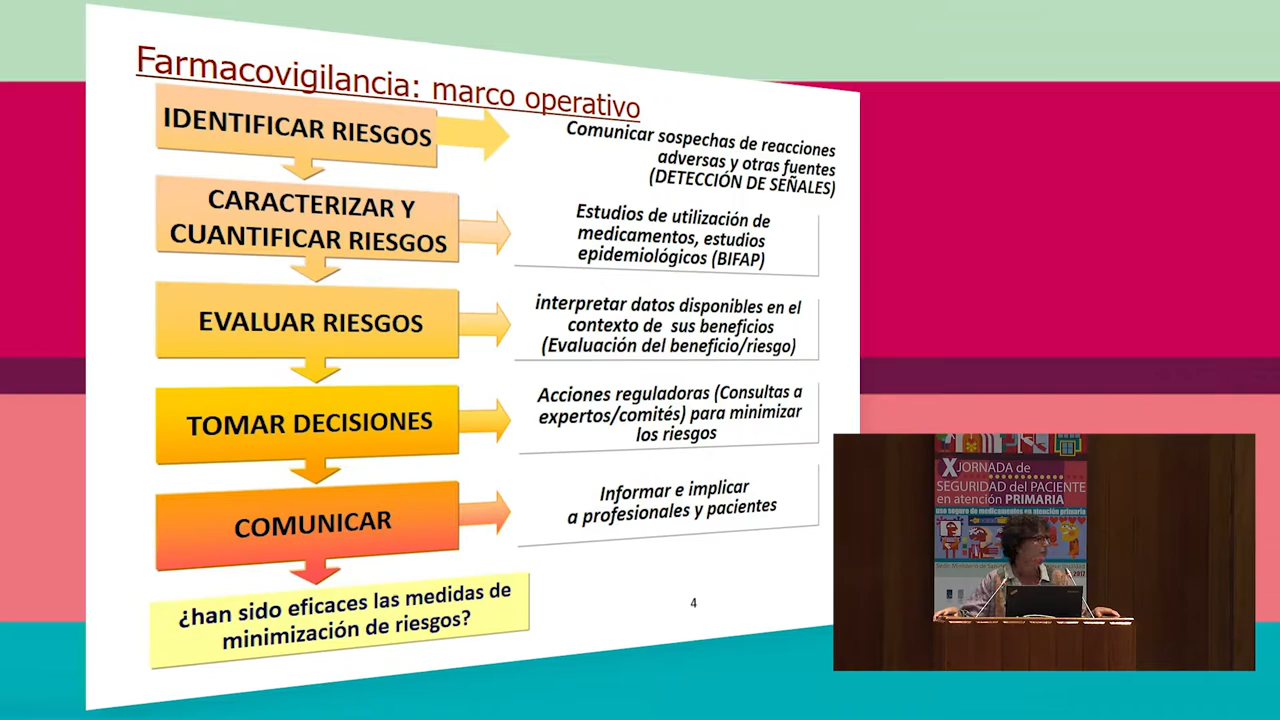 Farmacovigilancia: marco operativo
IDENTIFICAR RIESGOS
Comunicar sospechas de reacciones
adversas y otras fuentes
(DETECCIÓN DE SEÑALES)
CARACTERIZAR Y
CUANTIFICAR RIESGOS
Estudios de utilización de
medicamentos, estudios
epidemiológicos (BIFAP)
EVALUAR RIESGOS
interpretar datos disponibles en el
contexto de sus beneficios
(Evaluación del beneficio/riesgo)
TOMAR DECISIONES
Acciones reguladoras (Consultas a
expertos/comités) para minimizar
los riesgos
COMUNICAR
Informar e implicar
a profesionales y pacientes
¿han sido eficaces las medidas de
minimización de riesgos?
4
X JORNADA de
SEGURIDAD del PACIENTE
en atención PRIMARIA
uso seguro de medicamentos en atención primaria
2017